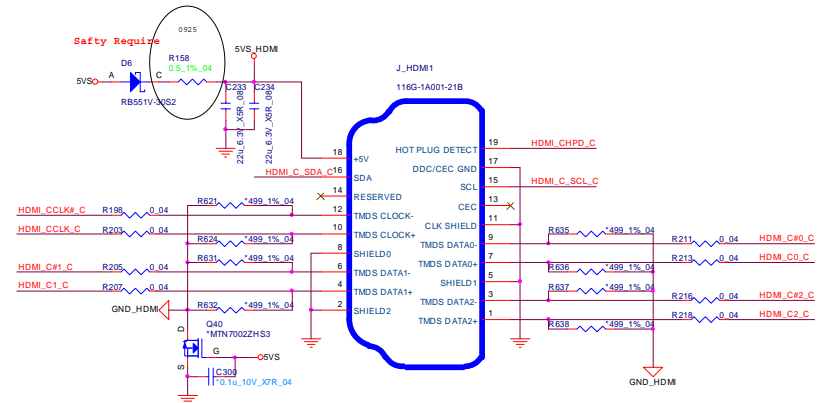 0925
Safty Require
5VS_HDMI
D6
R158
0.5_1%_04
5VS
A
C
RB551V-30S2
C233
22u_6.3V_X5R_08
C234
22u_6.3V_X5R_08
J_HDMI1
116G-1A001-21B
18
+5V
HDMI_C_SDA_C
16
SDA
14
RESERVED
12
TMDS CLOCK-
10
TMDS CLOCK+
8
SHIELD0
6
TMDS DATA1-
4
TMDS DATA1+
2
SHIELD2
HOT PLUG DETECT
19
HDMI_CHPD_C
DDC/CEC GND
17
SCL
15
HDMI_C_SCL_C
CEC
13
CLK SHIELD
11
TMDS DATA0-
9
TMDS DATA0+
7
SHIELD1
5
TMDS DATA2-
3
TMDS DATA2+
1
R621
*499_1%_04
HDMI_CCLK#_C
R198
0_04
HDMI_CCLK_C
R203
0_04
R624
*499_1%_04
R631
*499_1%_04
HDMI_C#1_C
R205
0_04
HDMI_C1_C
R207
0_04
GND_HDMI
R632
*499_1%_04
D
Q40
*MTN7002ZHS3
G
5VS
S
C300
*0.1u_10V_X7R_04
R635
*499_1%_04
R211
0_04
HDMI_C#0_C
R213
0_04
HDMI_C0_C
R636
*499_1%_04
R637
*499_1%_04
R216
0_04
HDMI_C#2_C
R218
0_04
HDMI_C2_C
R638
*499_1%_04
GND_HDMI